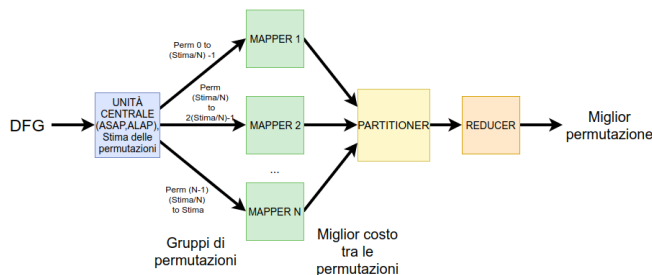 DFG
UNITÀ
CENTRALE
(ASAP,ALAP),
Stima delle
permutazioni
Perm 0 to
(Stima/N) -1
Perm
(Stima/N)
to
2(Stima/N)-1
Perm (N-1)
(Stima/N)
to Stima
MAPPER 1
MAPPER 2
...
MAPPER N
PARTITIONER
REDUCER
Miglior
permutazione
Gruppi di
permutazioni
Miglior costo
tra le
permutazioni